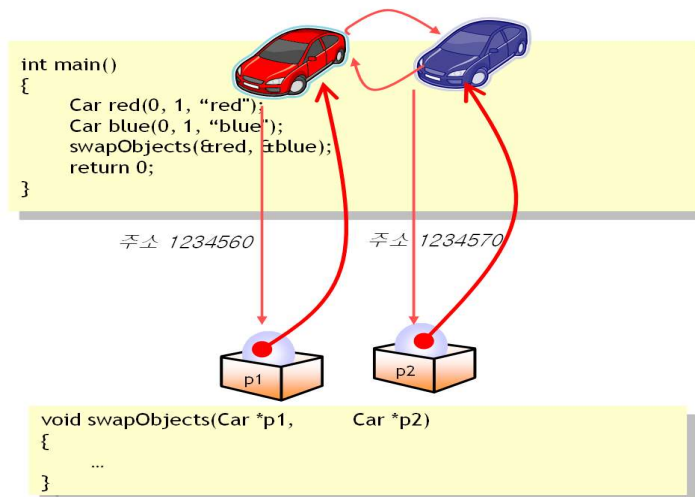 int main()
{
Car red(0, 1, “red");
Car blue(0, 1, “blue");
swapObjects(&red, &blue);
return 0;
}
주소 1234560
주소 1234570
p1
p2
void swapObjects(Car *p1, Car *p2)
{
...
}